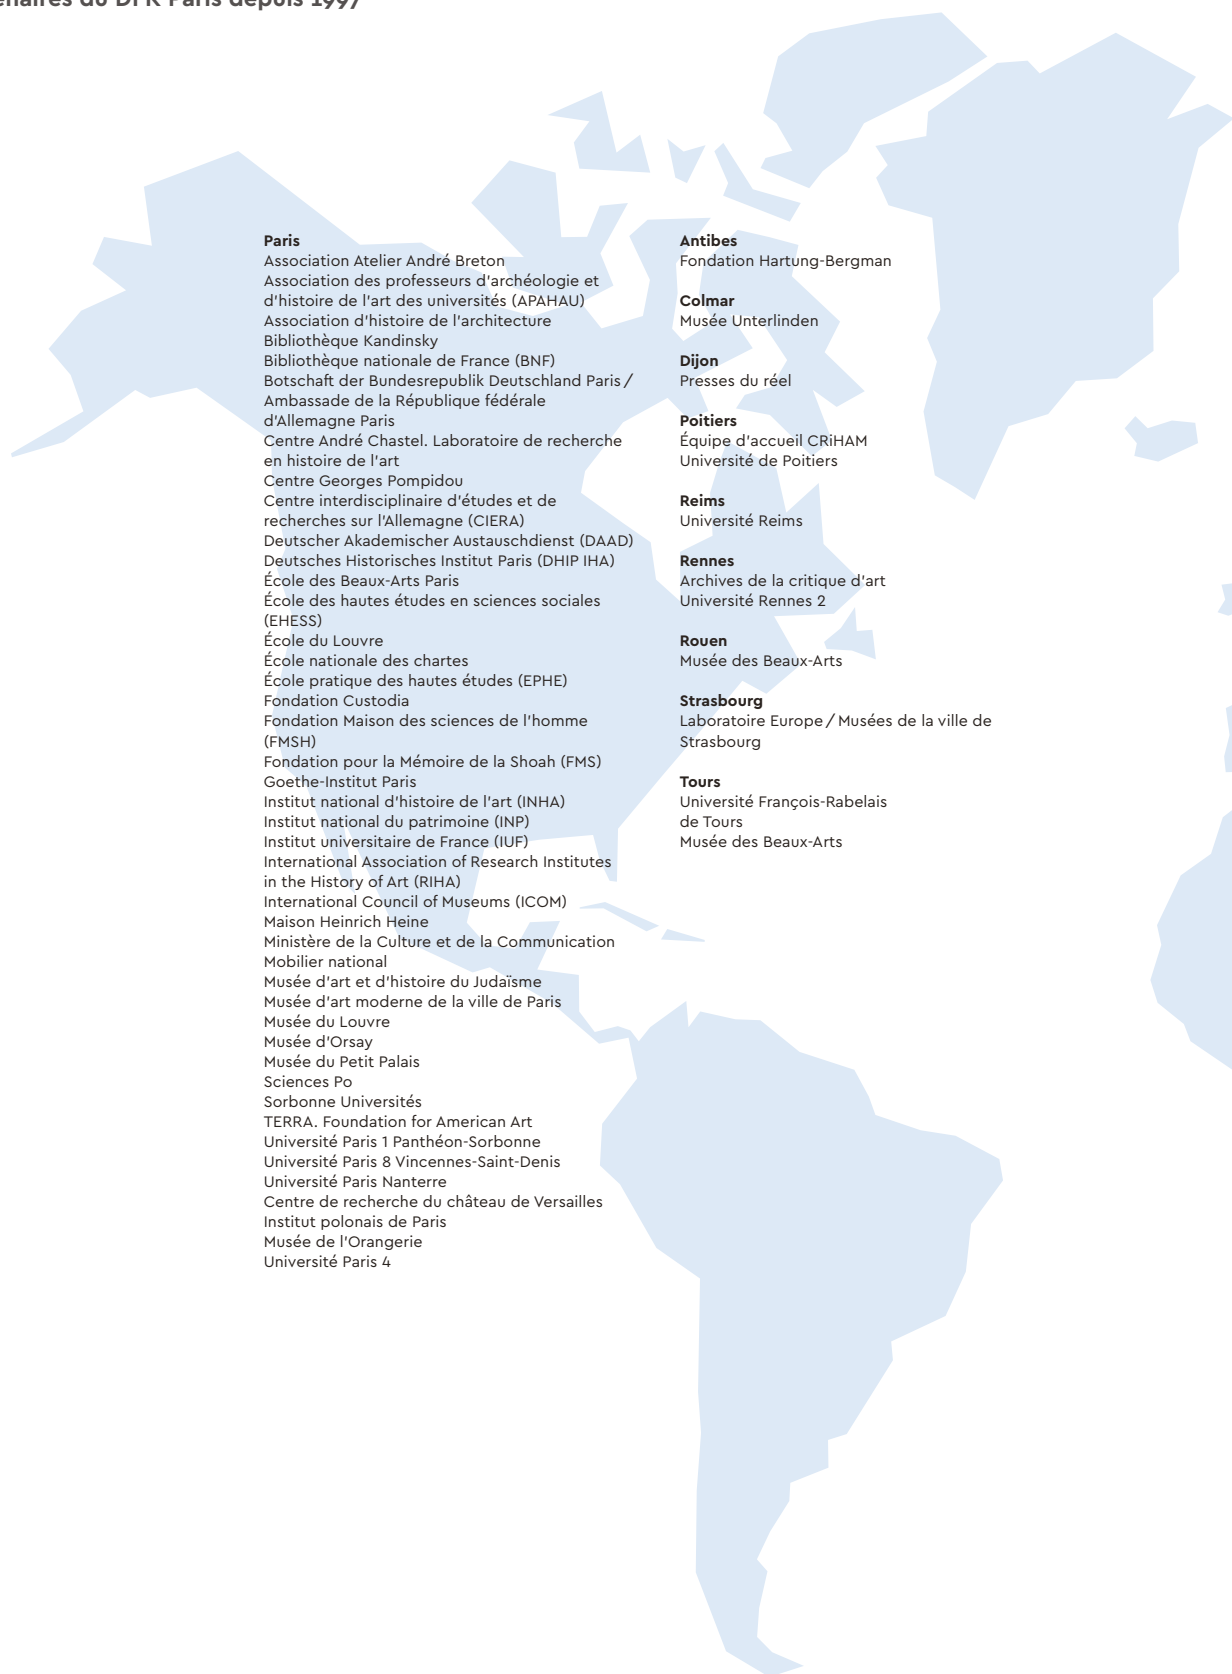 du DFK Paris depuis 1997
Paris
Association Atelier André Breton
Association des professeurs d'archéologie et
d'histoire de l'art des universités (APAHAU)
Association d'histoire de l'architecture
Bibliothèque Kandinsky
Bibliothèque nationale de France (BNF)
Botschaft der Bundesrepublik Deutschland Paris /
Ambassade de la République fédérale
d'Allemagne Paris
Centre André Chastel. Laboratoire de recherche
en histoire de l'art
Centre Georges Pompidou
Centre interdisciplinaire d'études et de
recherches sur l'Allemagne (CIERA)
Deutscher Akademischer Austauschdienst (DAAD)
Deutsches Historisches Institut Paris (DHIP IHA)
École des Beaux-Arts Paris
École des hautes études en sciences sociales
(EHESS)
École du Louvre
École nationale des chartes
École pratique des hautes études (EPHE)
Fondation Custodia
Fondation Maison des sciences de l'homme
(FMSH)
Fondation pour la Mémoire de la Shoah (FMS)
Goethe-Institut Paris
Institut national d'histoire de l'art (INHA)
Institut national du patrimoine (INP)
Institut universitaire de France (IUF)
International Association of Research Institutes
in the History of Art (RIHA)
International Council of Museums (ICOM)
Maison Heinrich Heine
Ministère de la Culture et de la Communication
Mobilier national
Musée d'art et d'histoire du Judaïsme
Musée d'art moderne de la ville de Paris
Musée du Louvre
Musée d'Orsay
Musée du Petit Palais
Sciences Po
Sorbonne Universités
TERRA. Foundation for American Art
Université Paris 1 Panthéon-Sorbonne
Université Paris 8 Vincennes-Saint-Denis
Université Paris Nanterre
Centre de recherche du château de Versailles
Institut polonais de Paris
Musée de l'Orangerie
Université Paris 4
Antibes
Fondation Hartung-Bergman
Colmar
Musée Unterlinden
Dijon
Presses du réel
Poitiers
Équipe d'accueil CRiHAM
Université de Poitiers
Reims
Université Reims
Rennes
Archives de la critique d'art
Université Rennes 2
Rouen
Musée des Beaux-Arts
Strasbourg
Laboratoire Europe / Musées de la ville de
Strasbourg
Tours
Université François-Rabelais
de Tours
Musée des Beaux-Arts